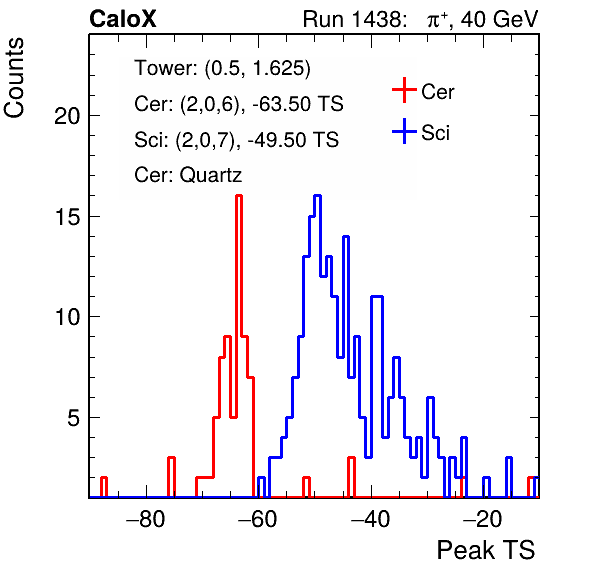 CaloX Run 1438: π⁺, 40 GeV
Counts
Tower: (0.5, 1.625)
Cer: (2,0,6), -63.50 TS
Sci: (2,0,7), -49.50 TS
Cer: Quartz
Cer
Sci
20
15
10
5
−80 −60 −40 −20
Peak TS